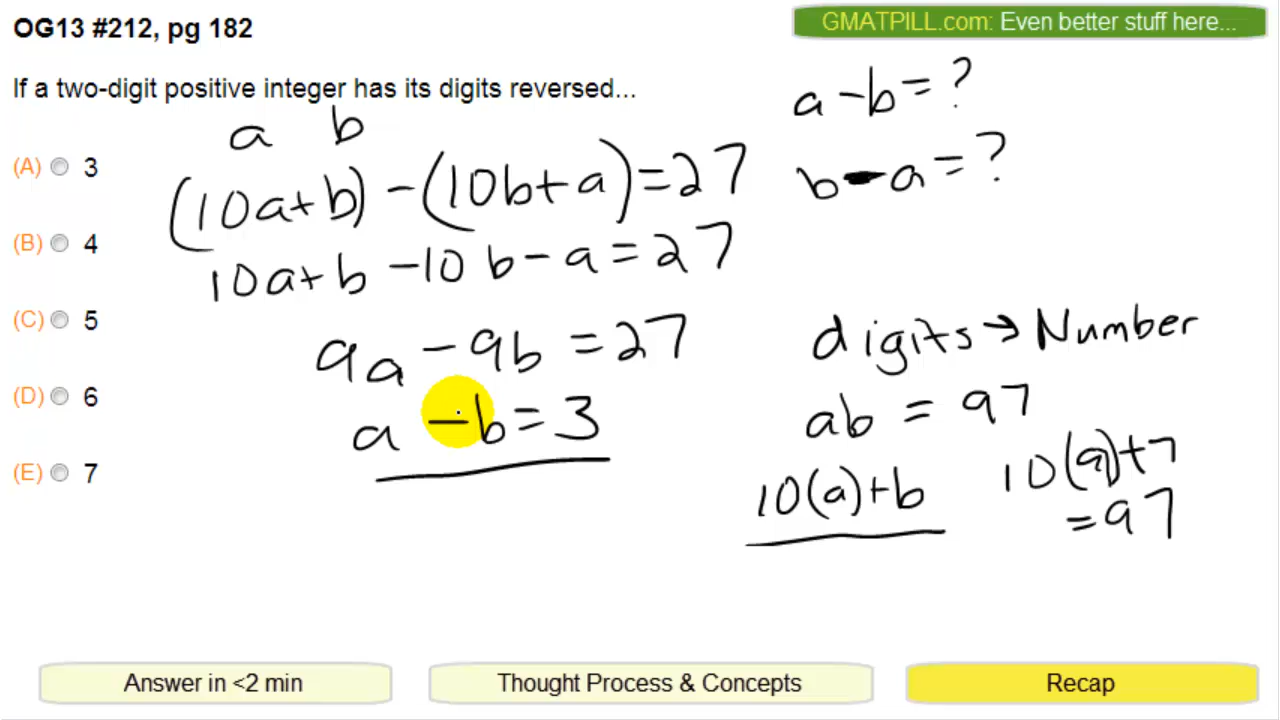 OG13 #212, pg 182
GMATPILL.com: Even better stuff here...
If a two-digit positive integer has its digits reversed...
a - b = ?
b - a = ?
a b
(A) 3
(10a+b) - (10b+a) = 27
(B) 4
10a+b - 10b - a = 27
(C) 5
9a - 9b = 27
(D) 6
a - b = 3
(E) 7
digits → Number
ab = 97
10(a)+b
10(9)+7
= 97
Answer in <2 min
Thought Process & Concepts
Recap